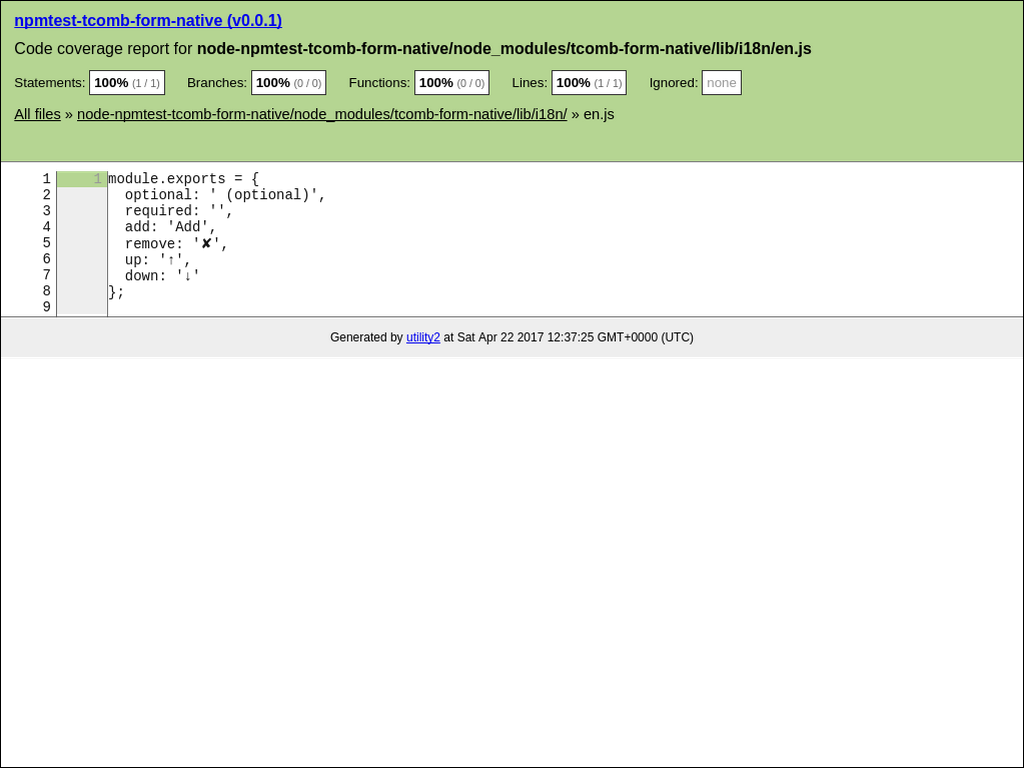 npmtest-tcomb-form-native (v0.0.1)
Code coverage report for node-npmtest-tcomb-form-native/node_modules/tcomb-form-native/lib/i18n/en.js
Statements: 100% (1 / 1) Branches: 100% (0 / 0) Functions: 100% (0 / 0) Lines: 100% (1 / 1) Ignored: none
All files » node-npmtest-tcomb-form-native/node_modules/tcomb-form-native/lib/i18n/ » en.js
1 1 module.exports = {
2   optional: ' (optional)',
3   required: '',
4   add: 'Add',
5   remove: '✘',
6   up: '↑',
7   down: '↓'
8 };
9
Generated by utility2 at Sat Apr 22 2017 12:37:25 GMT+0000 (UTC)